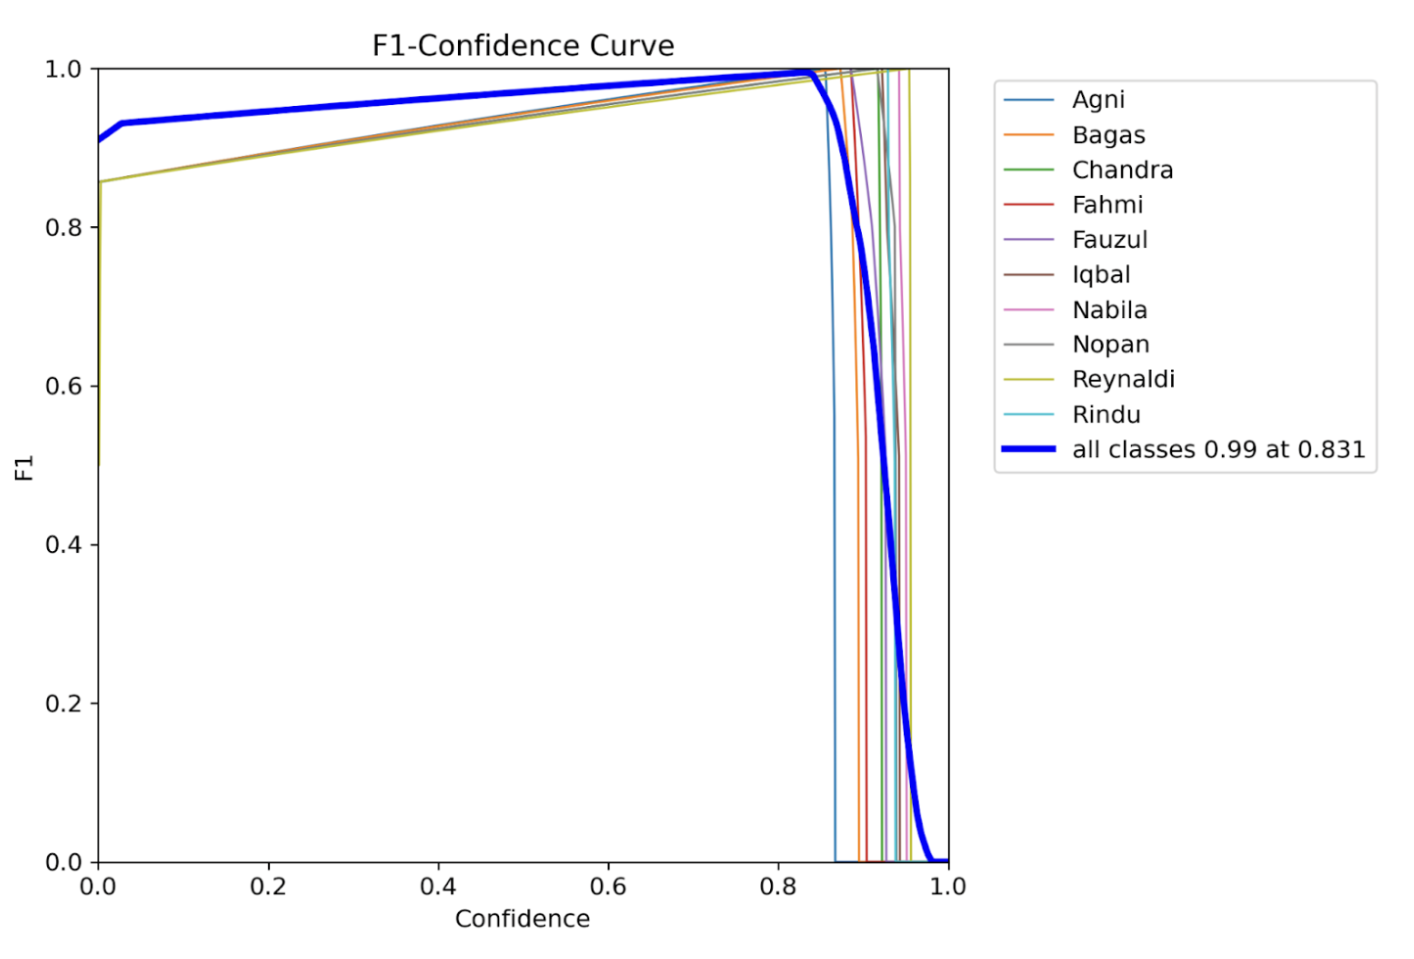 F1-Confidence Curve
1.0
0.8
0.6
0.4
0.2
0.0
F1
0.0 0.2 0.4 0.6 0.8 1.0
Confidence
Agni
Bagas
Chandra
Fahmi
Fauzul
Iqbal
Nabila
Nopan
Reynaldi
Rindu
all classes 0.99 at 0.831